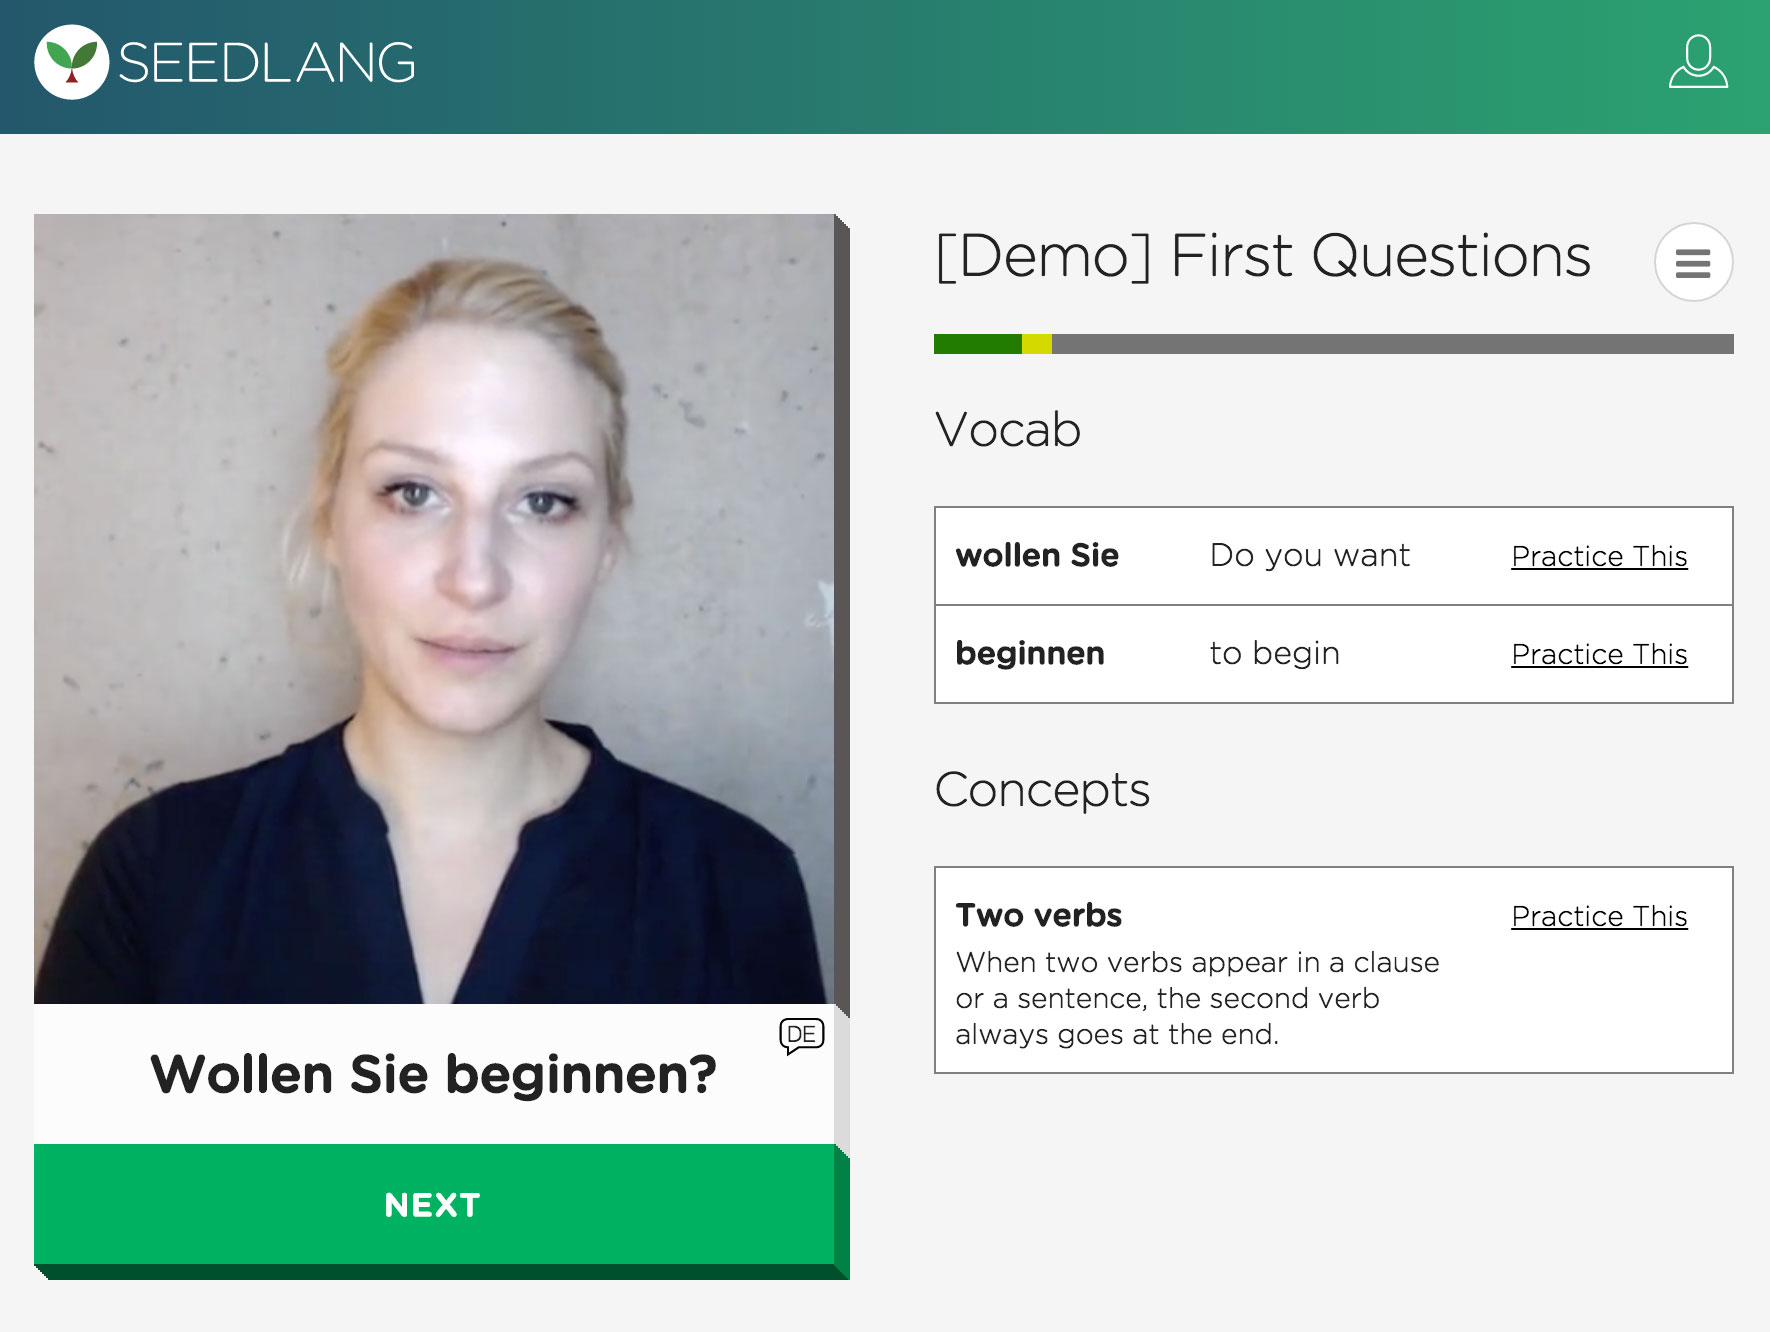 SEEDLANG
[Demo] First Questions
Vocab
wollen Sie Do you want Practice This
beginnen to begin Practice This
Concepts
Two verbs Practice This
When two verbs appear in a clause
or a sentence, the second verb
always goes at the end.
DE
Wollen Sie beginnen?
NEXT